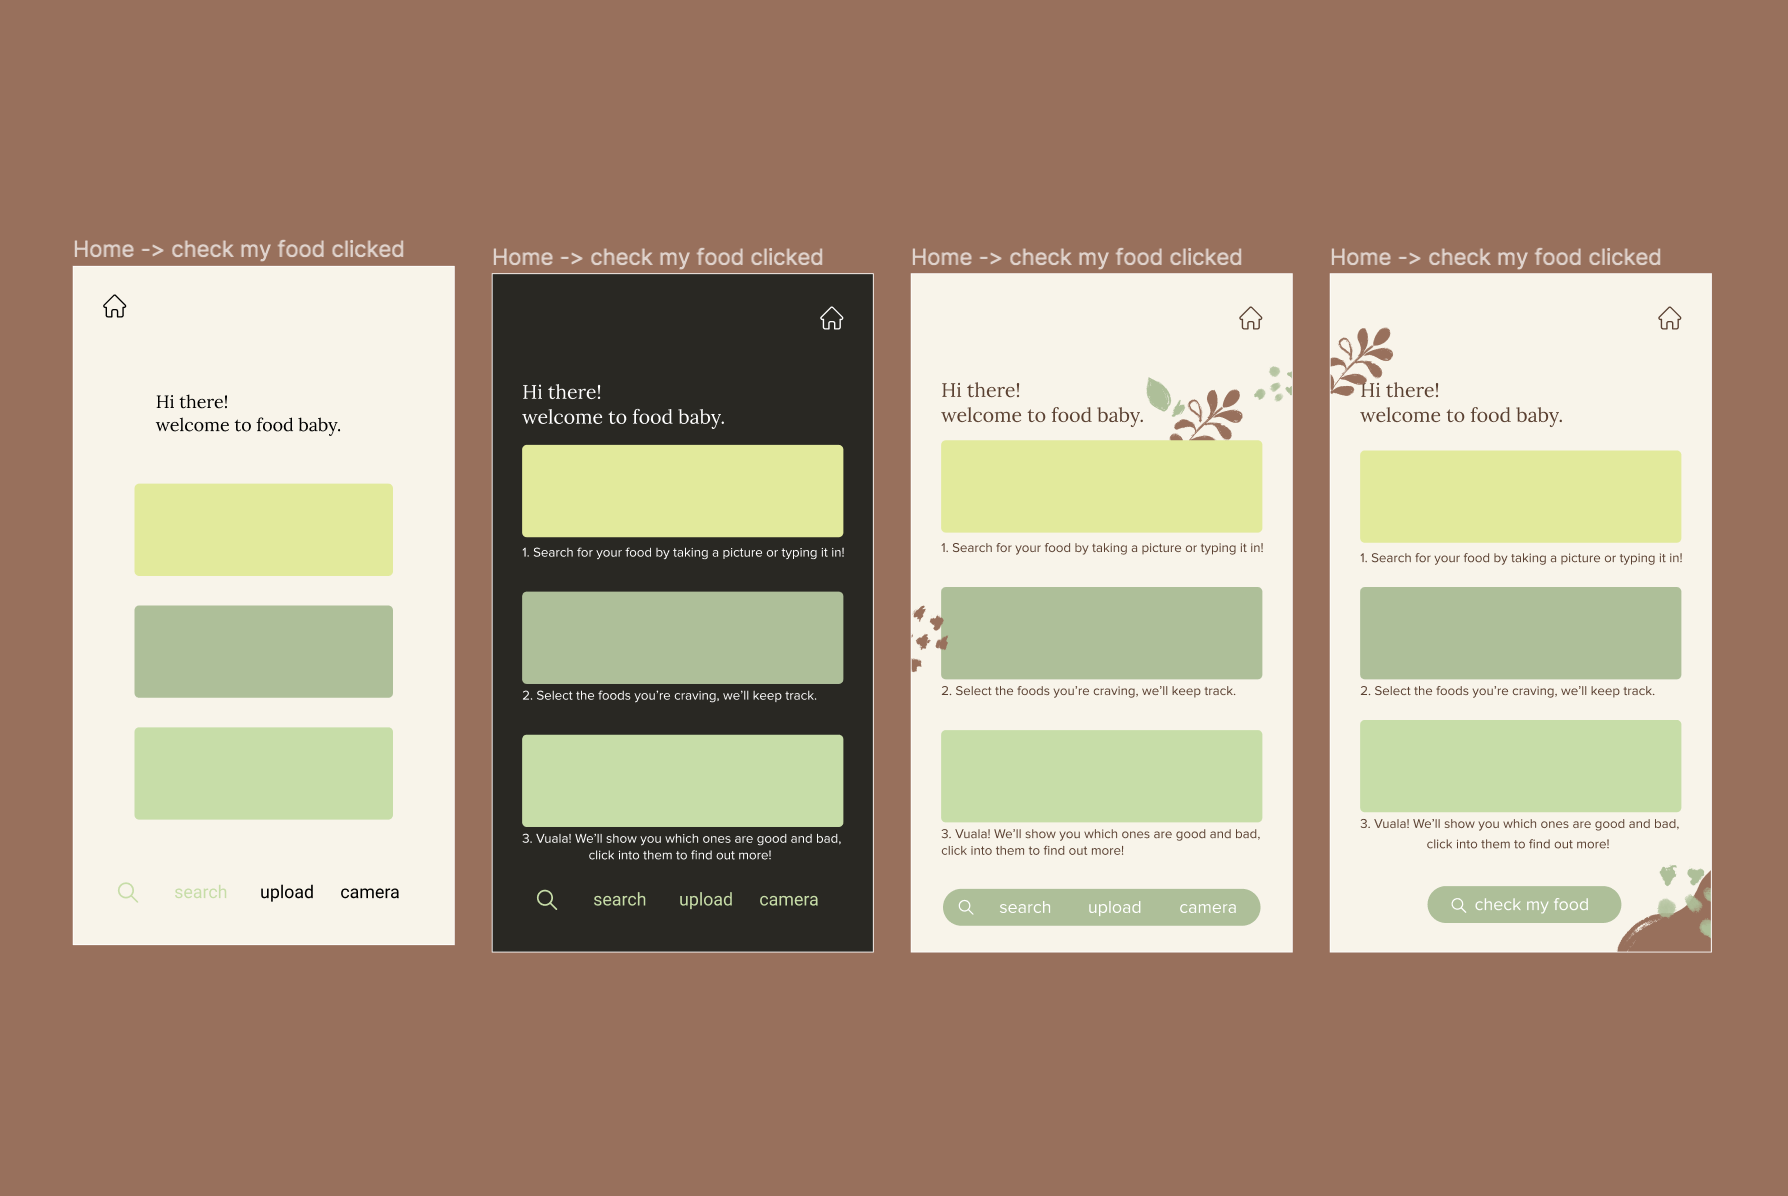 Home -> check my food clicked
Hi there!
welcome to food baby.
search upload camera
Home -> check my food clicked
Hi there!
welcome to food baby.
1. Search for your food by taking a picture or typing it in!
2. Select the foods you’re craving, we’ll keep track.
3. Vuala! We’ll show you which ones are good and bad,
click into them to find out more!
search upload camera
Home -> check my food clicked
Hi there!
welcome to food baby.
1. Search for your food by taking a picture or typing it in!
2. Select the foods you’re craving, we’ll keep track.
3. Vuala! We’ll show you which ones are good and bad,
click into them to find out more!
search upload camera
Home -> check my food clicked
Hi there!
welcome to food baby.
1. Search for your food by taking a picture or typing it in!
2. Select the foods you’re craving, we’ll keep track.
3. Vuala! We’ll show you which ones are good and bad,
click into them to find out more!
check my food